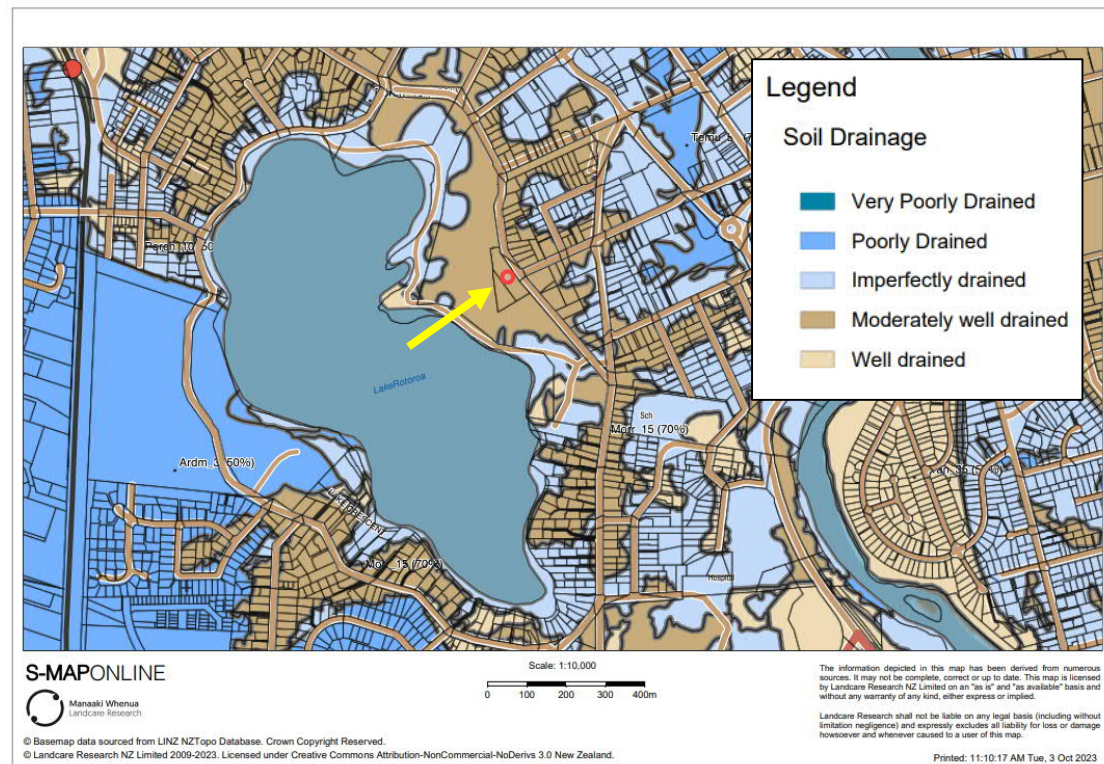 Legend
Soil Drainage
Very Poorly Drained
Poorly Drained
Imperfectly drained
Moderately well drained
Well drained
LakeRotoroa
Sch
Morr_15 (70%)
Ardm_3 (50%)
Morr_15 (70%)
Hospital
S-MAPONLINE
Manaaki Whenua
Landcare Research
Scale: 1:10,000
0 100 200 300 400m
© Basemap data sourced from LINZ NZTopo Database. Crown Copyright Reserved.
© Landcare Research NZ Limited 2009-2023. Licensed under Creative Commons Attribution-NonCommercial-NoDerivs 3.0 New Zealand.
The information depicted in this map has been derived from numerous
sources. It may not be complete, correct or up to date. This map is licensed
by Landcare Research NZ Limited on an "as is" and "as available" basis and
without any warranty of any kind, either express or implied.
Landcare Research shall not be liable on any legal basis (including without
limitation negligence) and expressly excludes all liability for loss or damage
howsoever and whenever caused to a user of this map.
Printed: 11:10:17 AM Tue, 3 Oct 2023